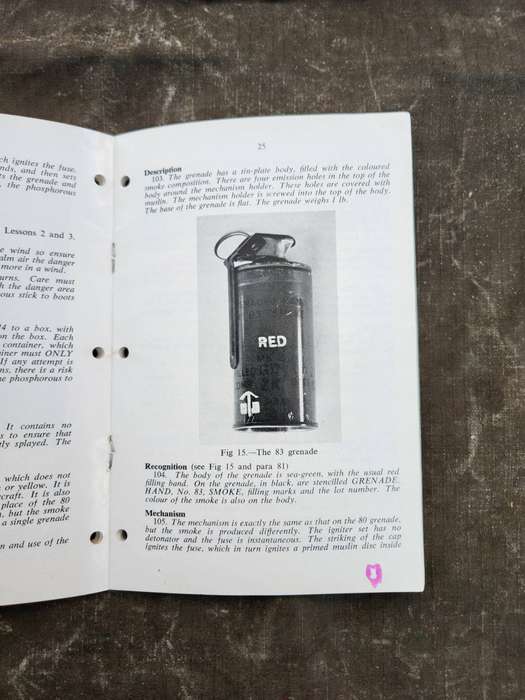 ch ignites the fuse.
nds, and then sets
ts the grenade and
the phosphorous
Lessons 2 and 3.
e wind so ensure
alm air the danger
more in a wind.
urns. Care must
h the danger area
ous stick to boots
4 to a box, with
on the box. Each
container, which
iner must ONLY
If any attempt is
ns, there is a risk
e phosphorous to
It contains no
s to ensure that
tly splayed. The
which does not
or yellow. It is
craft. It is also
place of the 80
, but the smoke
a single grenade
n and use of the
25
Description
103. The grenade has a tin-plate body, filled with the coloured
smoke composition. There are four emission holes in the top of the
body around the mechanism holder. These holes are covered with
muslin. The mechanism holder is screwed into the top of the body.
The base of the grenade is flat. The grenade weighs 1 lb.
RED
Fig 15.—The 83 grenade
Recognition (see Fig 15 and para 81)
104. The body of the grenade is sea-green, with the usual red
filling band. On the grenade, in black, are stencilled GRENADE,
HAND, No. 83, SMOKE, filling marks and the lot number. The
colour of the smoke is also on the body.
Mechanism
105. The mechanism is exactly the same as that on the 80 grenade,
but the smoke is produced differently. The igniter set has no
detonator and the fuse is instantaneous. The striking of the cap
ignites the fuse, which in turn ignites a primed muslin disc inside